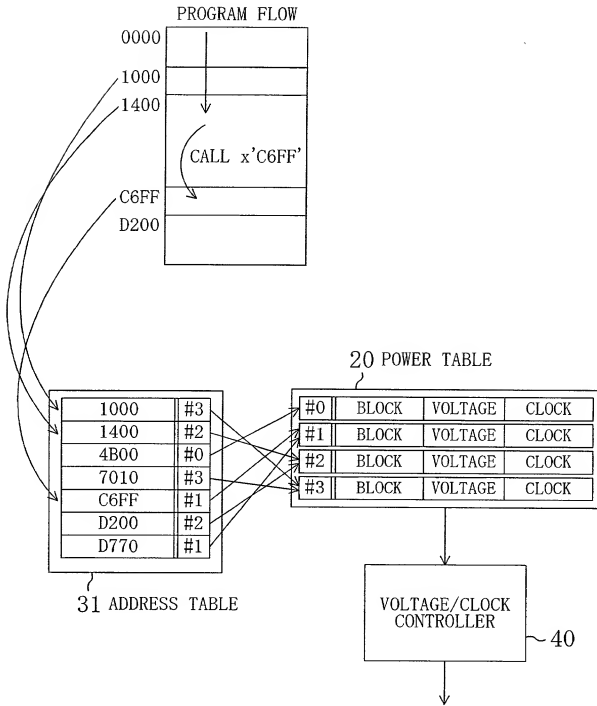 PROGRAM FLOW
0000
1000
1400
CALL x'C6FF'
C6FF
D200
20 POWER TABLE
#0 BLOCK VOLTAGE CLOCK
#1 BLOCK VOLTAGE CLOCK
#2 BLOCK VOLTAGE CLOCK
#3 BLOCK VOLTAGE CLOCK
1000 #3
1400 #2
4B00 #0
7010 #3
C6FF #1
D200 #2
D770 #1
31 ADDRESS TABLE
VOLTAGE/CLOCK
CONTROLLER
40